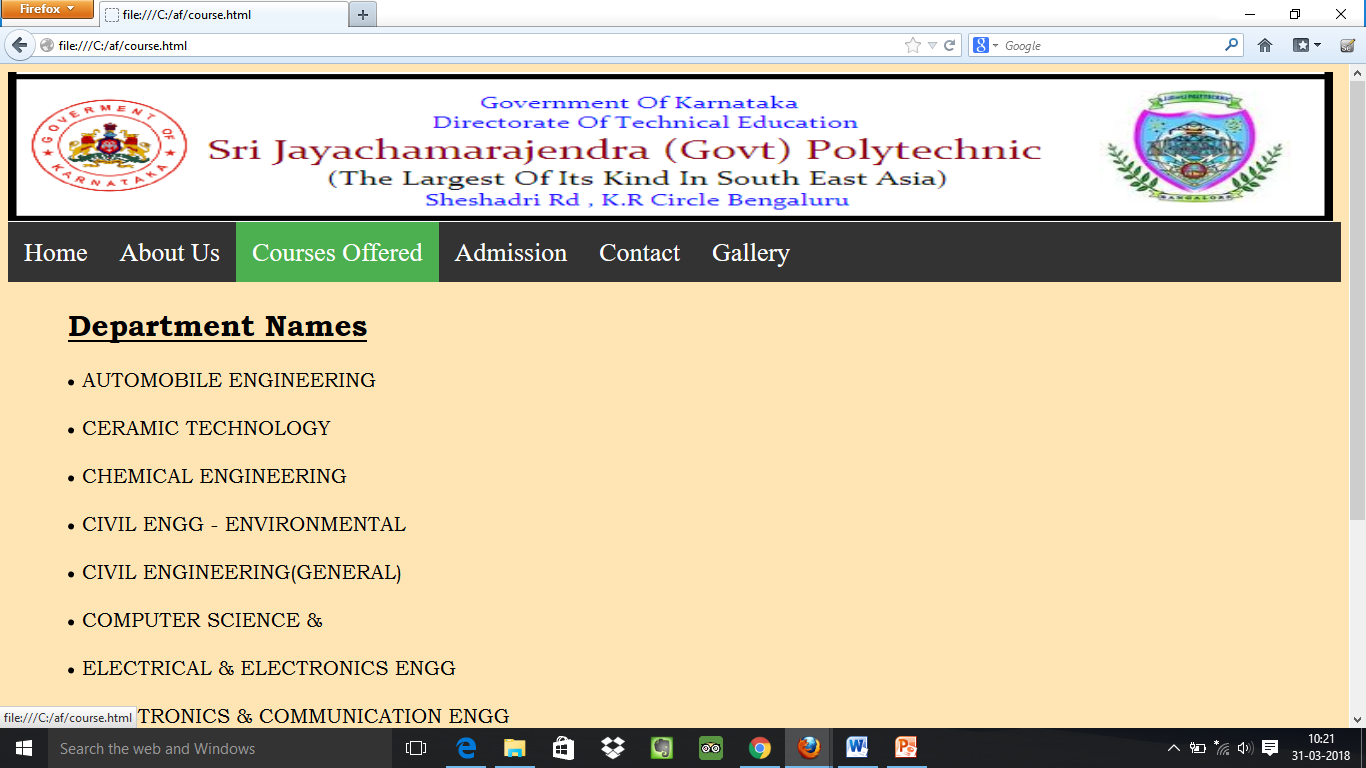 Firefox
file:///C:/af/course.html
file:///C:/af/course.html
Google
GOVERMENT OF KARNATAKA
Government Of Karnataka
Directorate Of Technical Education
Sri Jayachamarajendra (Govt) Polytechnic
(The Largest Of Its Kind In South East Asia)
Sheshadri Rd , K.R Circle Bengaluru
BANGALORE
Home About Us Courses Offered Admission Contact Gallery
Department Names
• AUTOMOBILE ENGINEERING
• CERAMIC TECHNOLOGY
• CHEMICAL ENGINEERING
• CIVIL ENGG - ENVIRONMENTAL
• CIVIL ENGINEERING(GENERAL)
• COMPUTER SCIENCE &
• ELECTRICAL & ELECTRONICS ENGG
TRONICS & COMMUNICATION ENGG
file:///C:/af/course.html
Search the web and Windows
10:21
31-03-2018